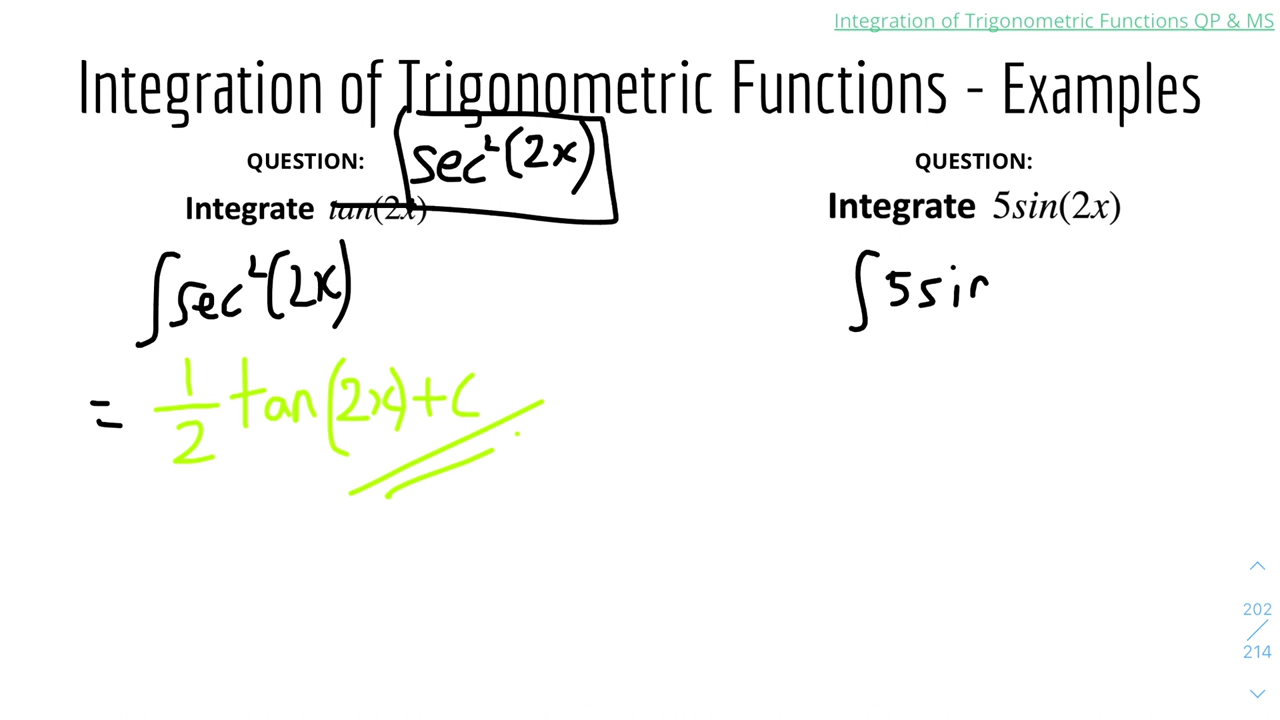 Integration of Trigonometric Functions QP & MS
Integration of Trigonometric Functions - Examples
QUESTION:
sec²(2x)
Integrate tan(2x)
∫sec²(2x)
= 1/2 tan(2x)+c
QUESTION:
Integrate 5sin(2x)
∫5sin
202
/
214